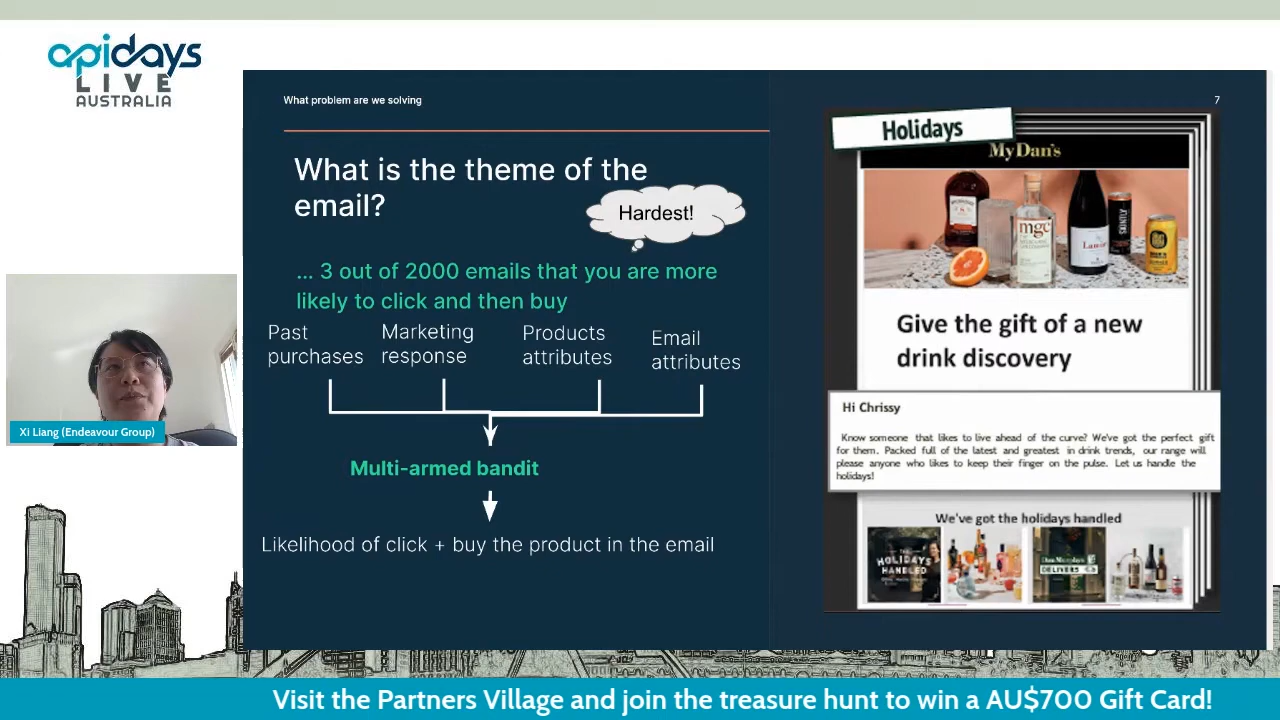 apidays
LIVE
AUSTRALIA
What problem are we solving
7
What is the theme of the
email?
Hardest!
... 3 out of 2000 emails that you are more
likely to click and then buy
Past
purchases
Marketing
response
Products
attributes
Email
attributes
Multi-armed bandit
Likelihood of click + buy the product in the email
Holidays
MyDan's
mgc
Give the gift of a new
drink discovery
Hi Chrissy
Know someone that likes to live ahead of the curve? We've got the perfect gift
for them. Packed full of the latest and greatest in drink trends, our range will
please anyone who likes to keep their finger on the pulse. Let us handle the
holidays!
We've got the holidays handled
THE
HOLIDAYS
HANDLED
Dan Murphy's
DELIVERS
Xi Liang (Endeavour Group)
Visit the Partners Village and join the treasure hunt to win a AU$700 Gift Card!